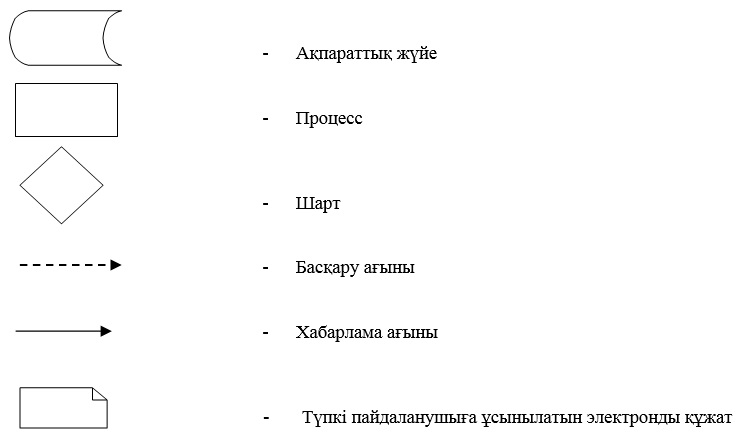 - Ақпараттық жүйе
- Процесс
- Шарт
- Басқару ағыны
- Хабарлама ағыны
- Түпкі пайдаланушыға ұсынылатын электронды құжат